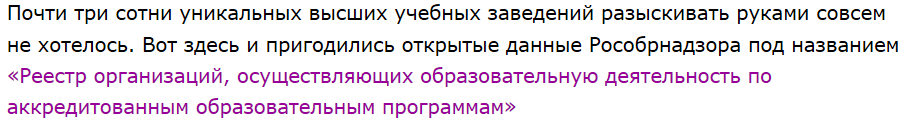 Почти три сотни уникальных высших учебных заведений разыскивать руками совсем
не хотелось. Вот здесь и пригодились открытые данные Рособрнадзора под названием
«Реестр организаций, осуществляющих образовательную деятельность по
аккредитованным образовательным программам»